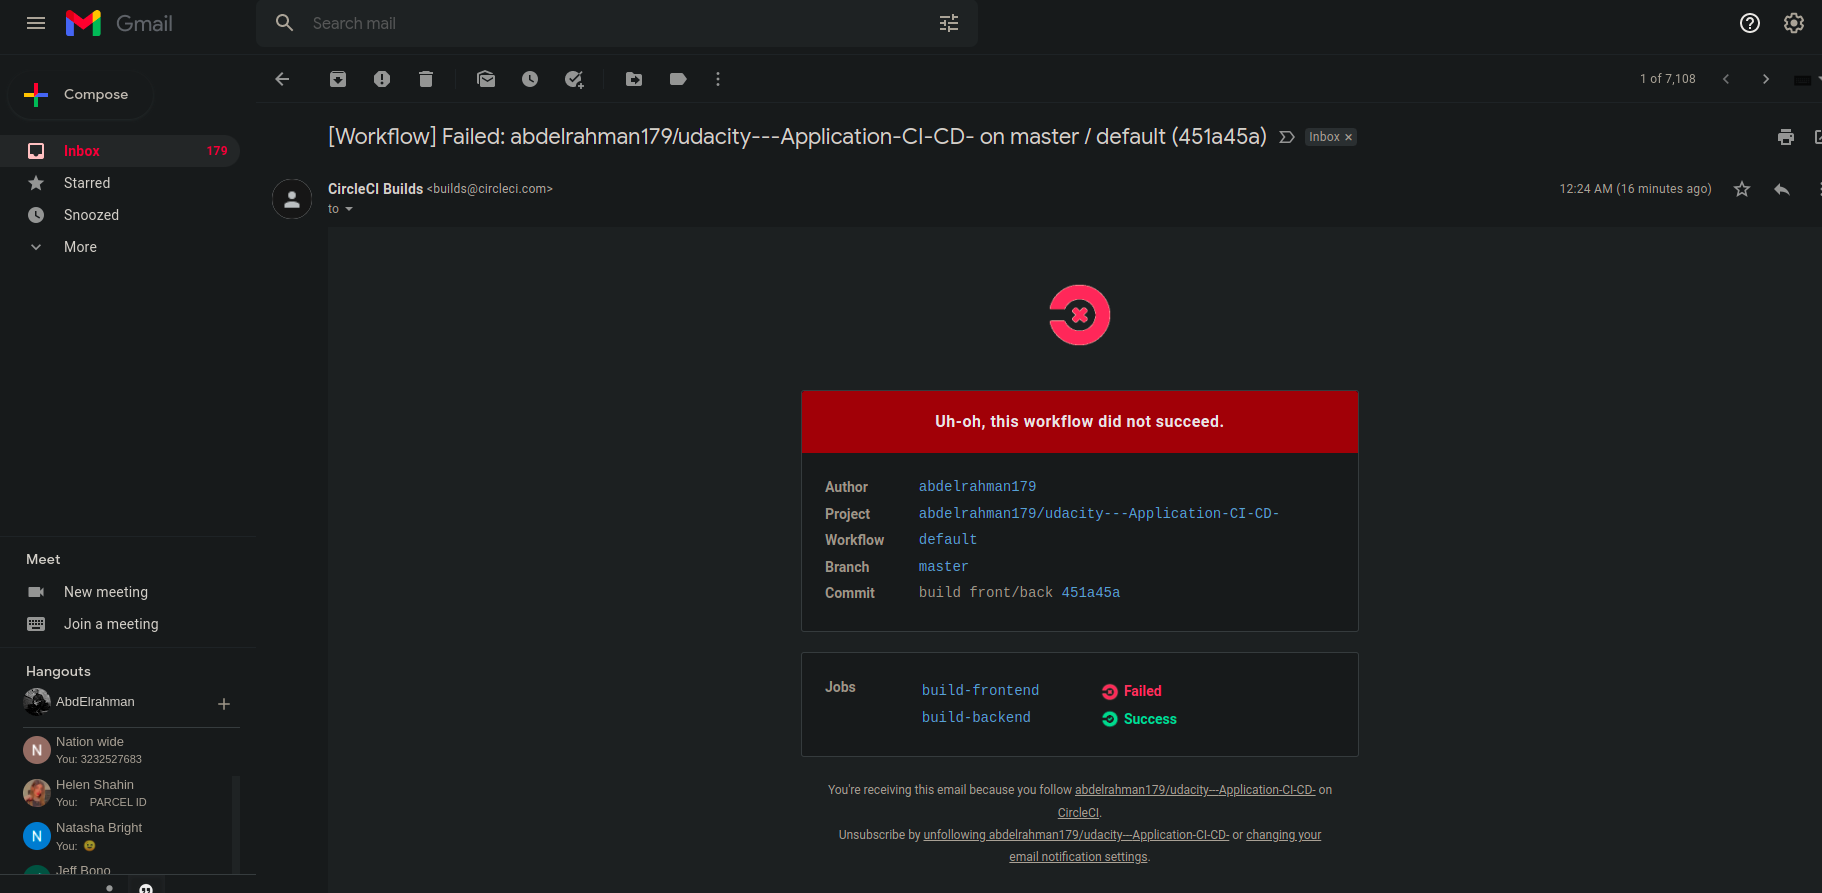 Gmail
Search mail
Compose
1 of 7,108
Inbox 179
Starred
Snoozed
More
[Workflow] Failed: abdelrahman179/udacity---Application-CI-CD- on master / default (451a45a)
Inbox ×
CircleCI Builds <builds@circleci.com>
12:24 AM (16 minutes ago)
to
Uh-oh, this workflow did not succeed.
Author abdelrahman179
Project abdelrahman179/udacity---Application-CI-CD-
Workflow default
Branch master
Commit build front/back 451a45a
Jobs
build-frontend Failed
build-backend Success
You're receiving this email because you follow abdelrahman179/udacity---Application-CI-CD- on
CircleCI.
Unsubscribe by unfollowing abdelrahman179/udacity---Application-CI-CD- or changing your
email notification settings.
Meet
New meeting
Join a meeting
Hangouts
AbdElrahman
N
Nation wide
You: 3232527683
Helen Shahin
You: PARCEL ID
N
Natasha Bright
You: 😉
Jeff Bono